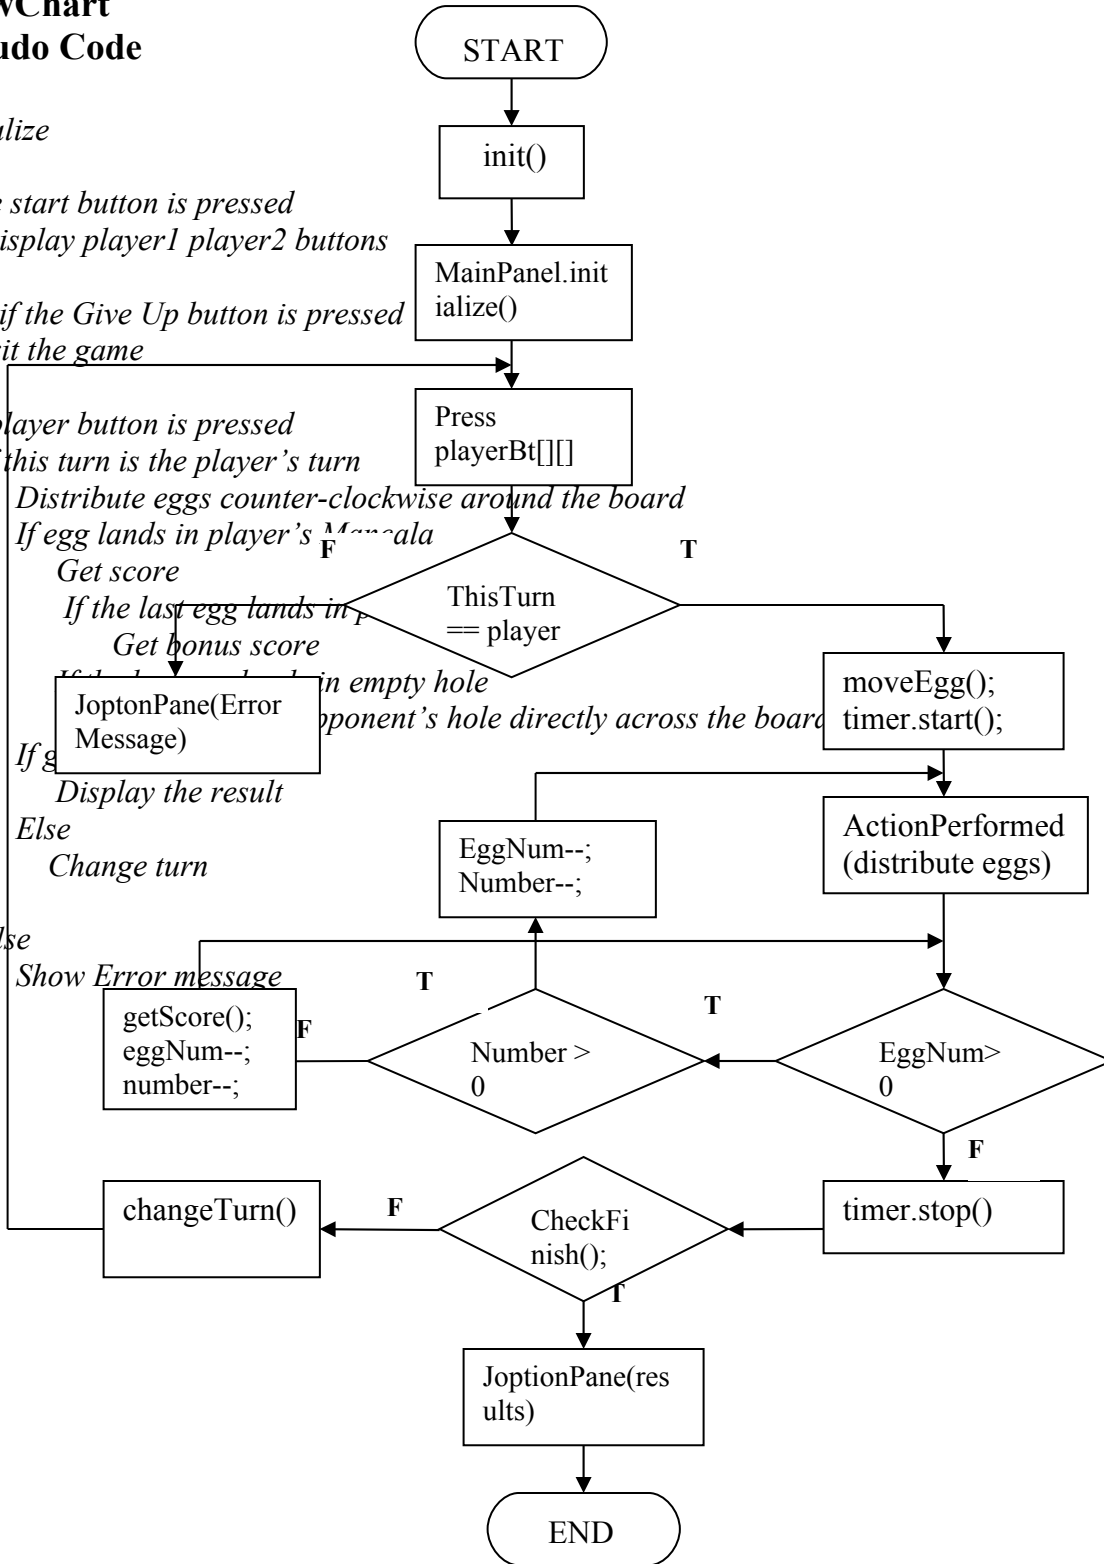 START
udo Code
init()
start button is pressed
isplay player1 player2 buttons
MainPanel.init
ialize()
if the Give Up button is pressed
it the game
Press
playerBt[][]
layer button is pressed
this turn is the player's turn
Distribute eggs counter-clockwise around the board
If egg lands in player's Mancala
F
T
Get score
ThisTurn
== player
If the last egg lands in
Get bonus score
in empty hole
moveEgg();
timer.start();
JoptonPane(Error
Message)
pponent's hole directly across the board
If g
Display the result
Else
Change turn
EggNum--;
Number--;
ActionPerformed
(distribute eggs)
lse
Show Error message
T
T
getScore();
eggNum--;
number--;
F
Number >
0
EggNum>
0
F
changeTurn()
F
CheckFi
nish();
timer.stop()
T
JoptionPane(res
ults)
END